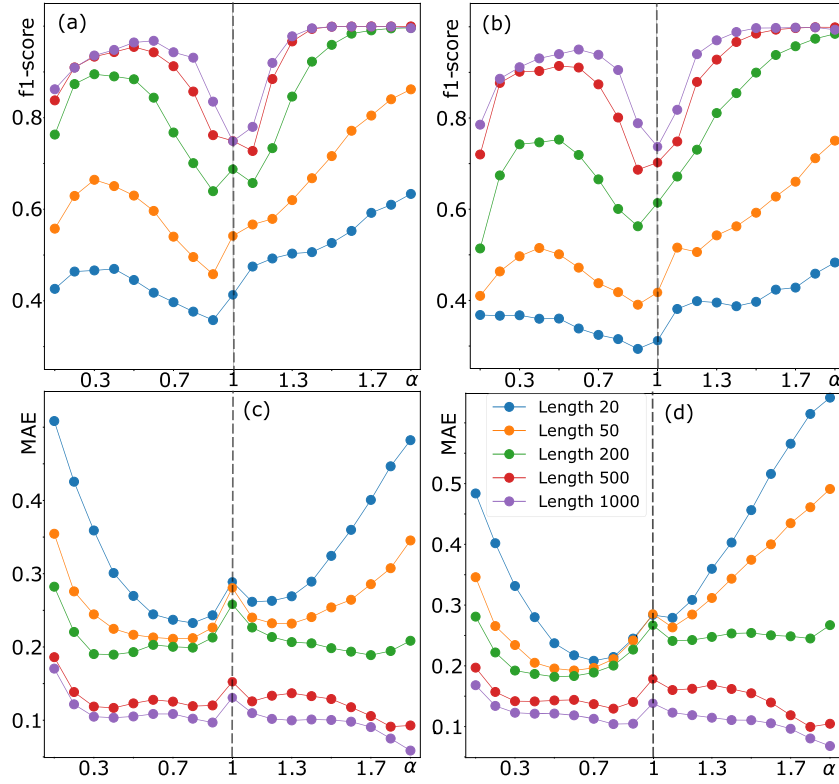 (a)
f1-score
0.8
0.6
0.4
0.3 0.7 1 1.3 1.7 α
(b)
f1-score
0.8
0.6
0.4
0.3 0.7 1 1.3 1.7 α
(c)
MAE
0.4
0.3
0.2
0.1
0.3 0.7 1 1.3 1.7 α
(d)
MAE
Length 20
Length 50
Length 200
Length 500
Length 1000
0.5
0.4
0.3
0.2
0.1
0.3 0.7 1 1.3 1.7 α